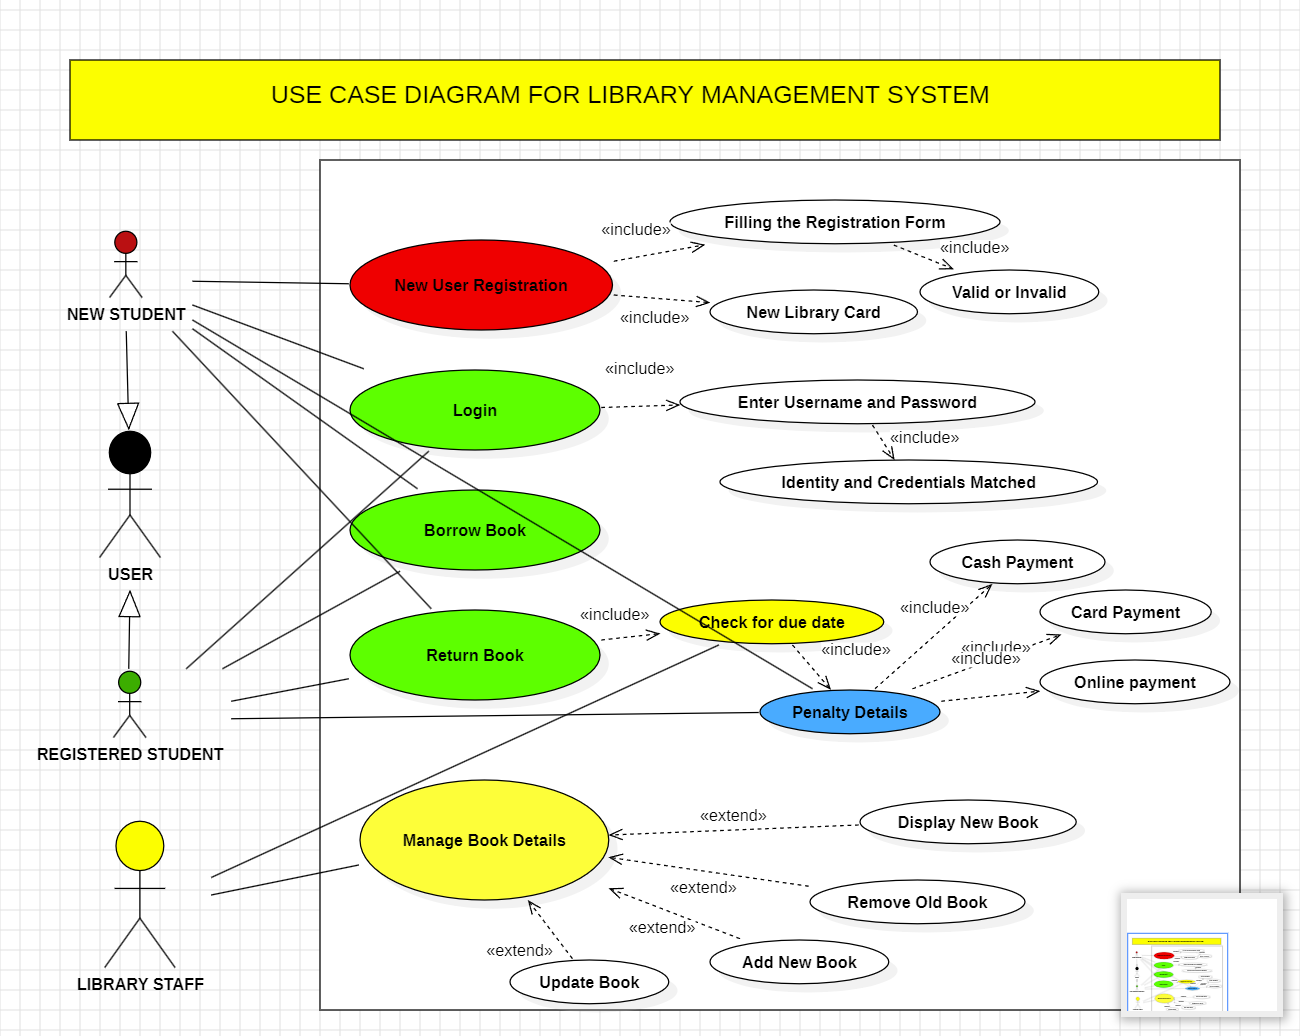 USE CASE DIAGRAM FOR LIBRARY MANAGEMENT SYSTEM
«include»
Filling the Registration Form
«include»
New User Registration
Valid or Invalid
NEW STUDENT
«include»
New Library Card
«include»
Login
Enter Username and Password
«include»
Identity and Credentials Matched
Borrow Book
USER
Cash Payment
«include»
Card Payment
«include»
Check for due date
«include»
«include»
«include»
Return Book
Online payment
Penalty Details
REGISTERED STUDENT
«extend»
Display New Book
Manage Book Details
«extend»
Remove Old Book
«extend»
«extend»
Add New Book
Update Book
LIBRARY STAFF